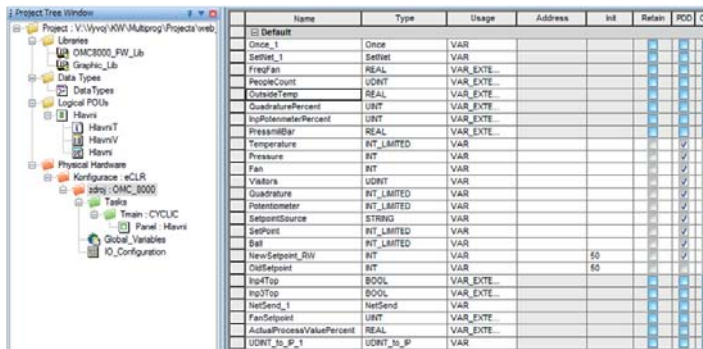 Project Tree Window
Project : V:\Vyvoj\KW\Multiprog\Projects\web_
Libraries
OMC8000_FW_Lib
Graphic_Lib
Data Types
DataTypes
Logical POUs
Hlavni
HlavniT
HlavniV
Hlavni
Physical Hardware
Konfigurace : eCLR
zdroj : OMC_8000
Tasks
Tmain : CYCLIC
Panel : Hlavni
Global_Variables
IO_Configuration
Name Type Usage Address Init Retain PDD
Default
Once_1 Once VAR
SetNet_1 SetNet VAR
FreqFan REAL VAR_EXTE...
PeopleCount UDINT VAR_EXTE...
OutsideTemp REAL VAR_EXTE...
QuadraturePercent UINT VAR_EXTE...
InpPotenmeterPercent UINT VAR_EXTE...
PressmilBar REAL VAR_EXTE...
Temperature INT_LIMITED VAR
Pressure INT VAR
Fan INT VAR
Visitors UDINT VAR
Quadrature INT_LIMITED VAR
Potentiometer INT_LIMITED VAR
SetpointSource STRING VAR
SetPoint INT_LIMITED VAR
Ball INT_LIMITED VAR
NewSetpoint_RW INT VAR 50
OldSetpoint INT VAR 50
Inp4Top BOOL VAR_EXTE...
Inp3Top BOOL VAR_EXTE...
NetSend_1 NetSend VAR
FanSetpoint UINT VAR_EXTE...
ActualProcessValuePercent REAL VAR_EXTE...
UDINT_to_IP_1 UDINT_to_IP VAR